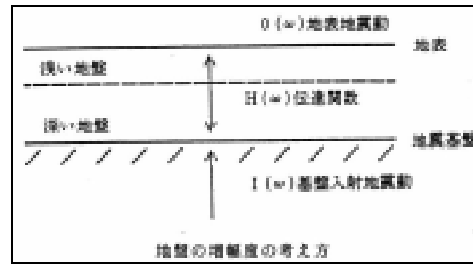 O(ω)地表地震動
地表
浅い地盤
H(ω)伝達関数
深い地盤
地震基盤
I(ω)基盤入射地震動
地盤の増幅度の考え方